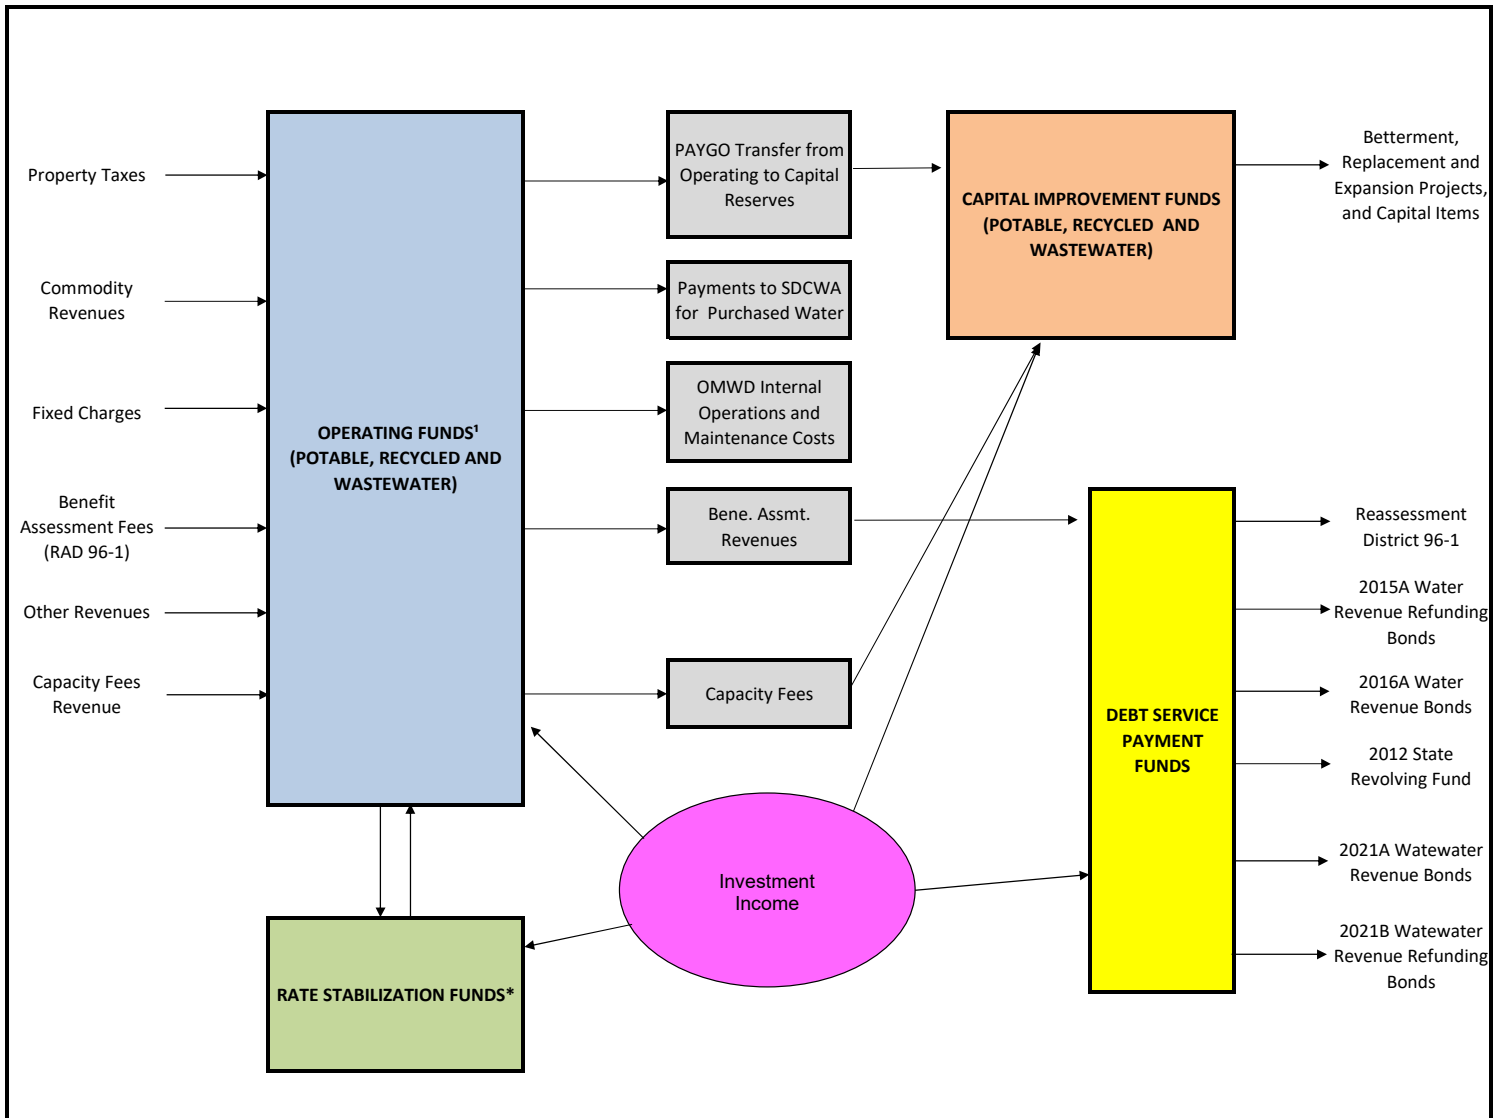 Property Taxes
Commodity
Revenues
Fixed Charges
Benefit
Assessment Fees
(RAD 96-1)
Other Revenues
Capacity Fees
Revenue
OPERATING FUNDS¹
(POTABLE, RECYCLED AND
WASTEWATER)
RATE STABILIZATION FUNDS*
PAYGO Transfer from
Operating to Capital
Reserves
Payments to SDCWA
for Purchased Water
OMWD Internal
Operations and
Maintenance Costs
Bene. Assmt.
Revenues
Capacity Fees
Investment
Income
CAPITAL IMPROVEMENT FUNDS
(POTABLE, RECYCLED AND
WASTEWATER)
DEBT SERVICE
PAYMENT
FUNDS
Betterment,
Replacement and
Expansion Projects,
and Capital Items
Reassessment
District 96-1
2015A Water
Revenue Refunding
Bonds
2016A Water
Revenue Bonds
2012 State
Revolving Fund
2021A Watewater
Revenue Bonds
2021B Watewater
Revenue Refunding
Bonds